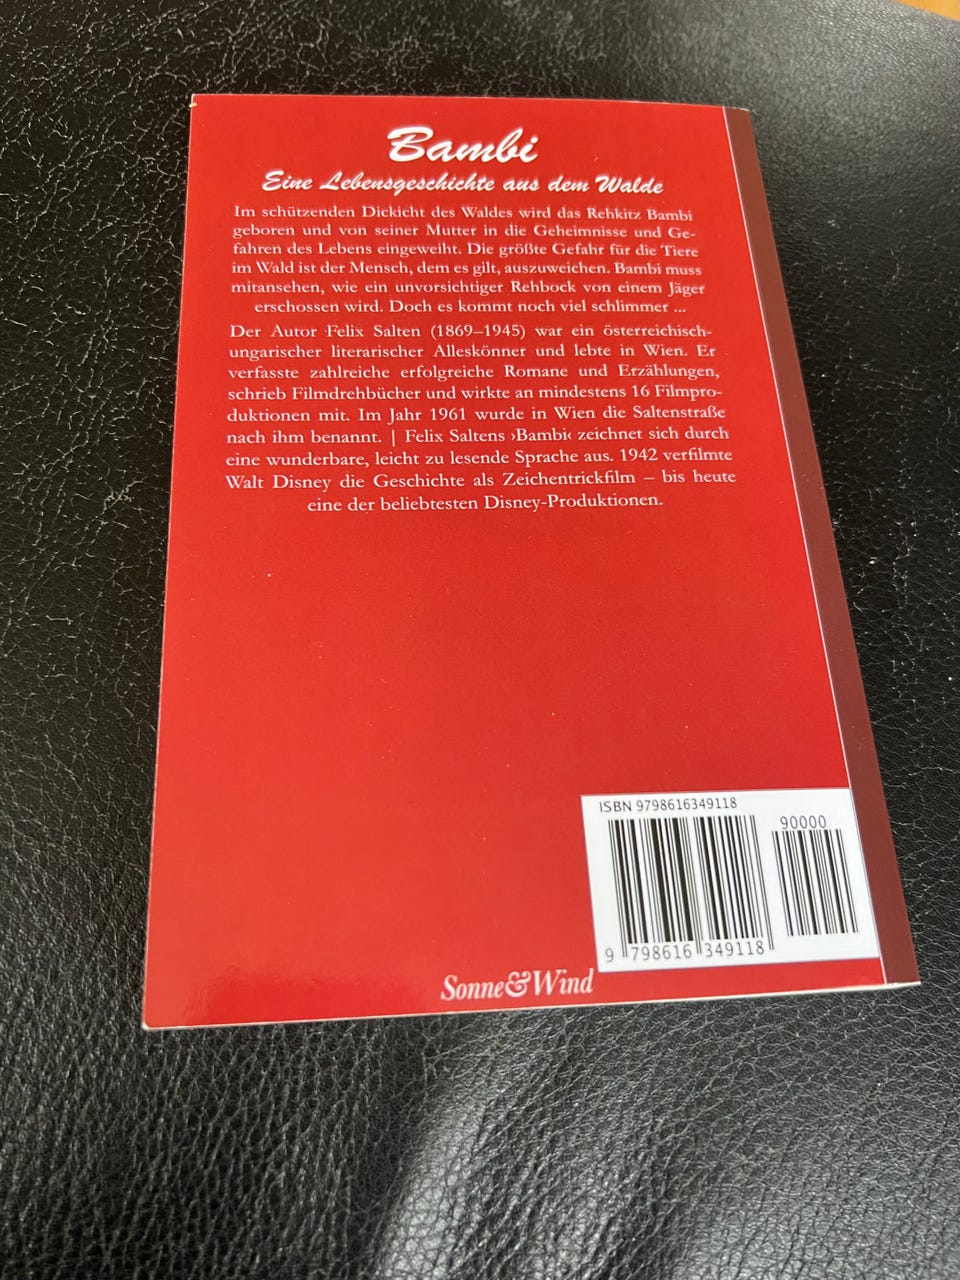 Bambi
Eine Lebensgeschichte aus dem Walde
Im schützenden Dickicht des Waldes wird das Rehkitz Bambi
geboren und von seiner Mutter in die Geheimnisse und Ge-
fahren des Lebens eingeweiht. Die größte Gefahr für die Tiere
im Wald ist der Mensch, dem es gilt, auszuweichen. Bambi muss
mitansehen, wie ein unvorsichtiger Rehbock von einem Jäger
erschossen wird. Doch es kommt noch viel schlimmer ...
Der Autor Felix Salten (1869–1945) war ein österreichisch-
ungarischer literarischer Alleskönner und lebte in Wien. Er
verfasste zahlreiche erfolgreiche Romane und Erzählungen,
schrieb Filmdrehbücher und wirkte an mindestens 16 Filmpro-
duktionen mit. Im Jahr 1961 wurde in Wien die Saltenstraße
nach ihm benannt. | Felix Saltens ›Bambi‹ zeichnet sich durch
eine wunderbare, leicht zu lesende Sprache aus. 1942 verfilmte
Walt Disney die Geschichte als Zeichentrickfilm – bis heute
eine der beliebtesten Disney-Produktionen.
ISBN 9798616349118
90000
9 798616 349118
Sonne&Wind